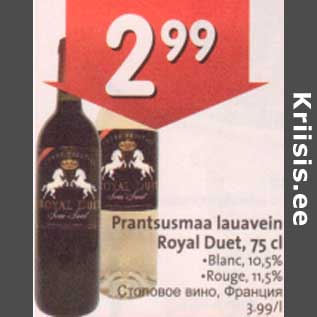 2.99
Prantsusmaa lauavein
Royal Duet, 75 cl
•Blanc, 10,5%
•Rouge, 11,5%
Столовое вино, Франция
3.99/l
Kriisis.ee